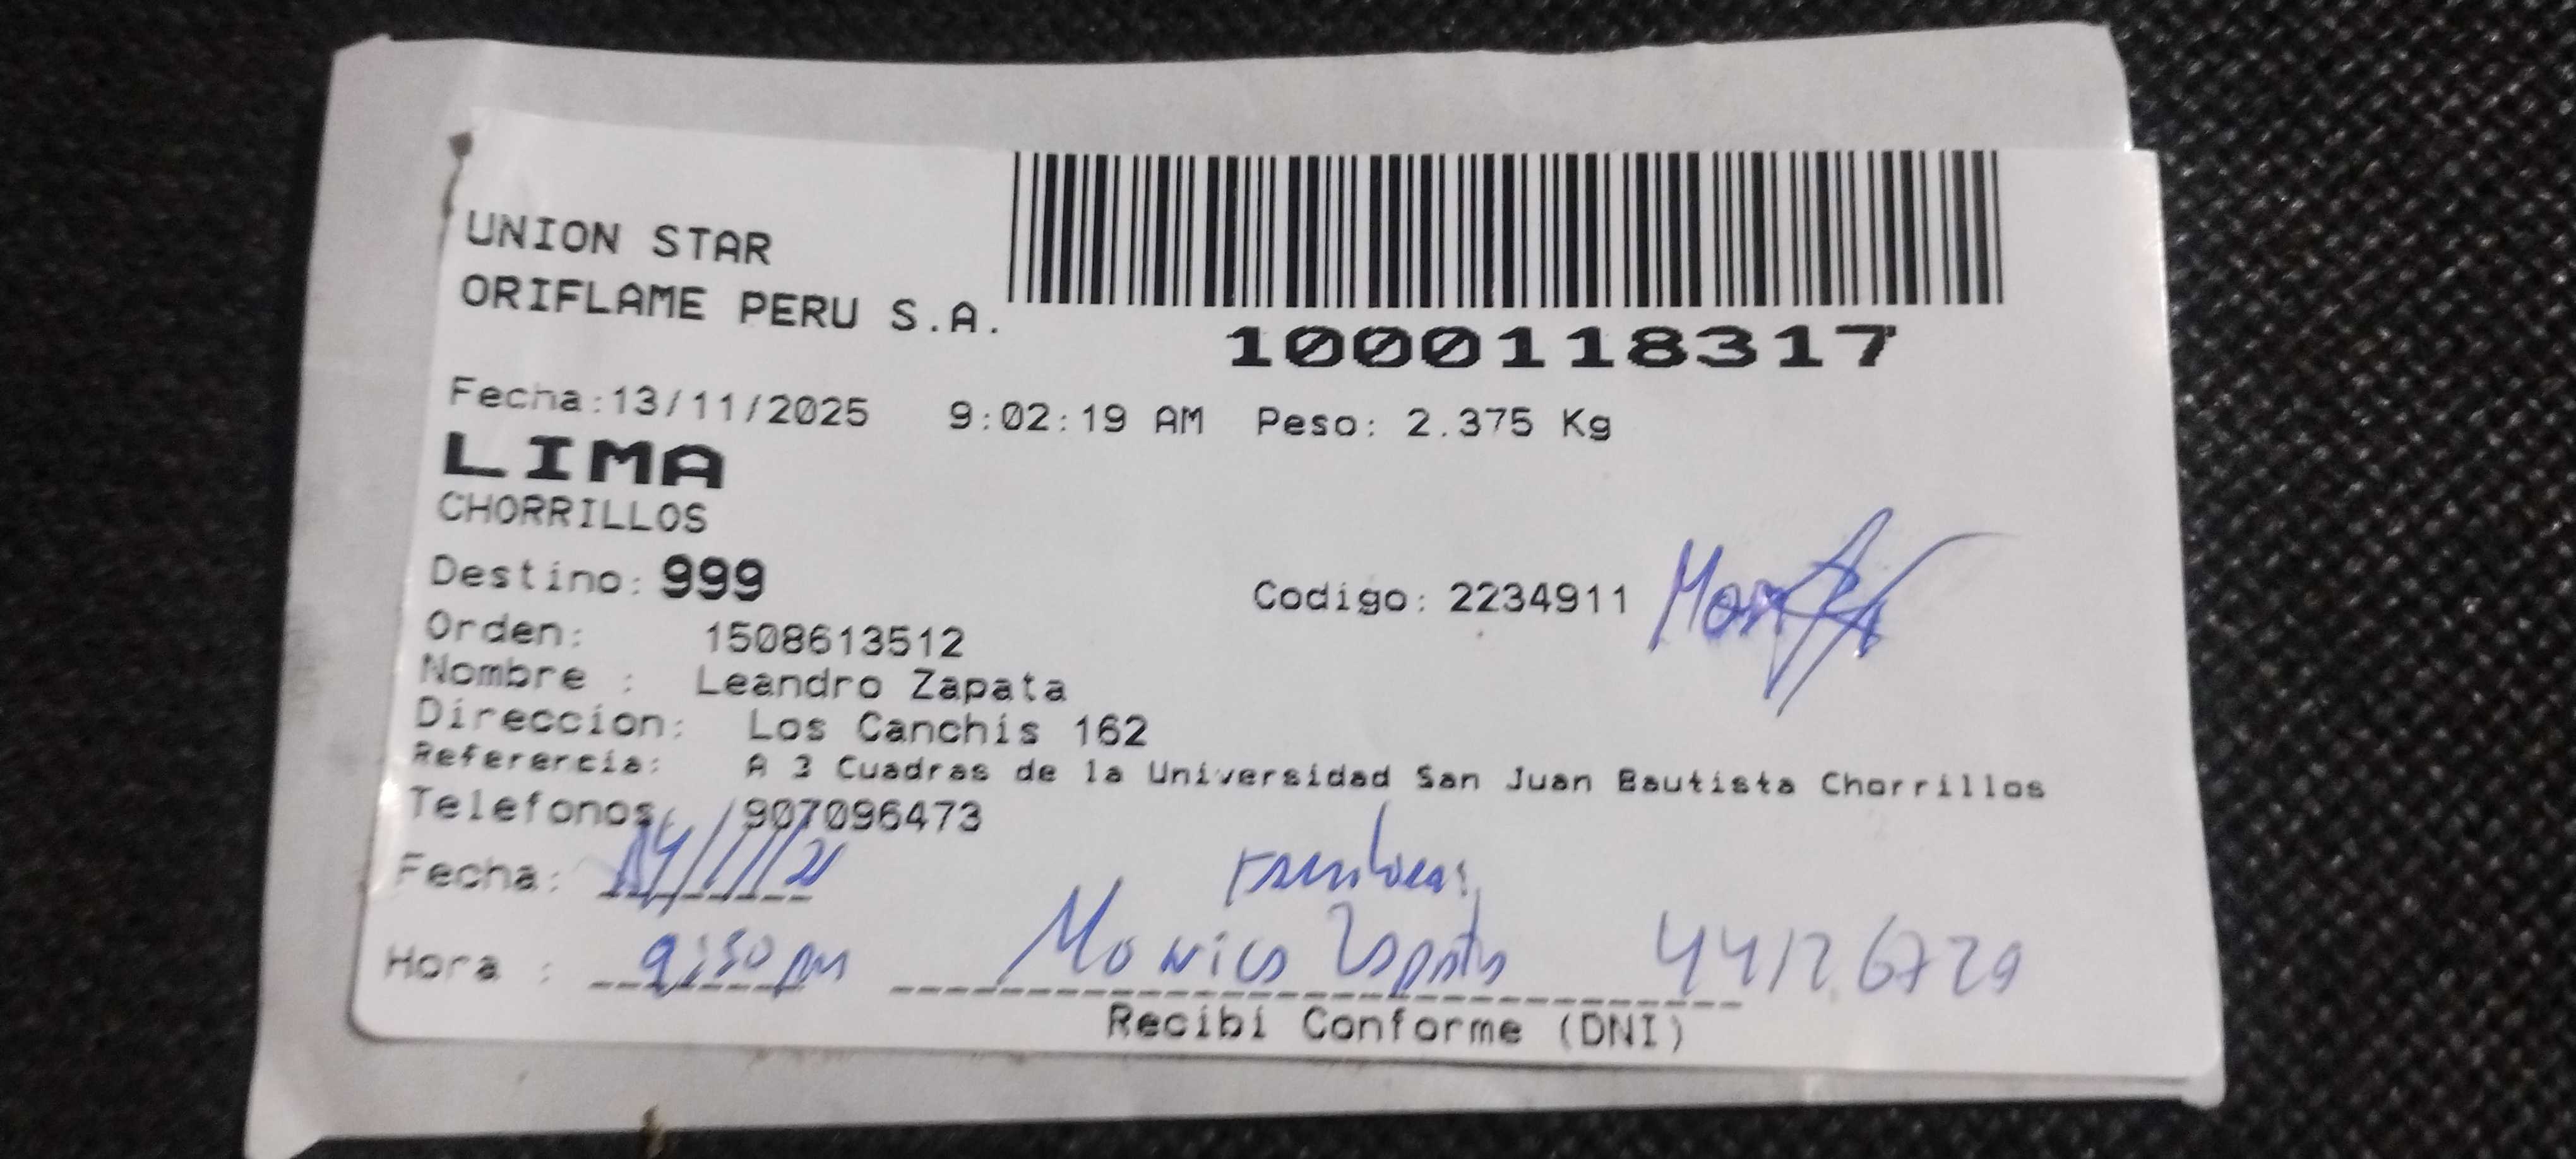 UNION STAR
ORIFLAME PERU S.A.
1000118317
Fecha:13/11/2025 9:02:19 AM Peso: 2.375 Kg
LIMA
CHORRILLOS
Destino: 999 Codigo: 2234911
Orden: 1508613512
Nombre : Leandro Zapata
Direccion: Los Canchis 162
Referencia: A 3 Cuadras de la Universidad San Juan Bautista Chorrillos
Telefonos: 907096473
Fecha:
Hora : pm Monica Zapata 44126729
Recibí Conforme (DNI)